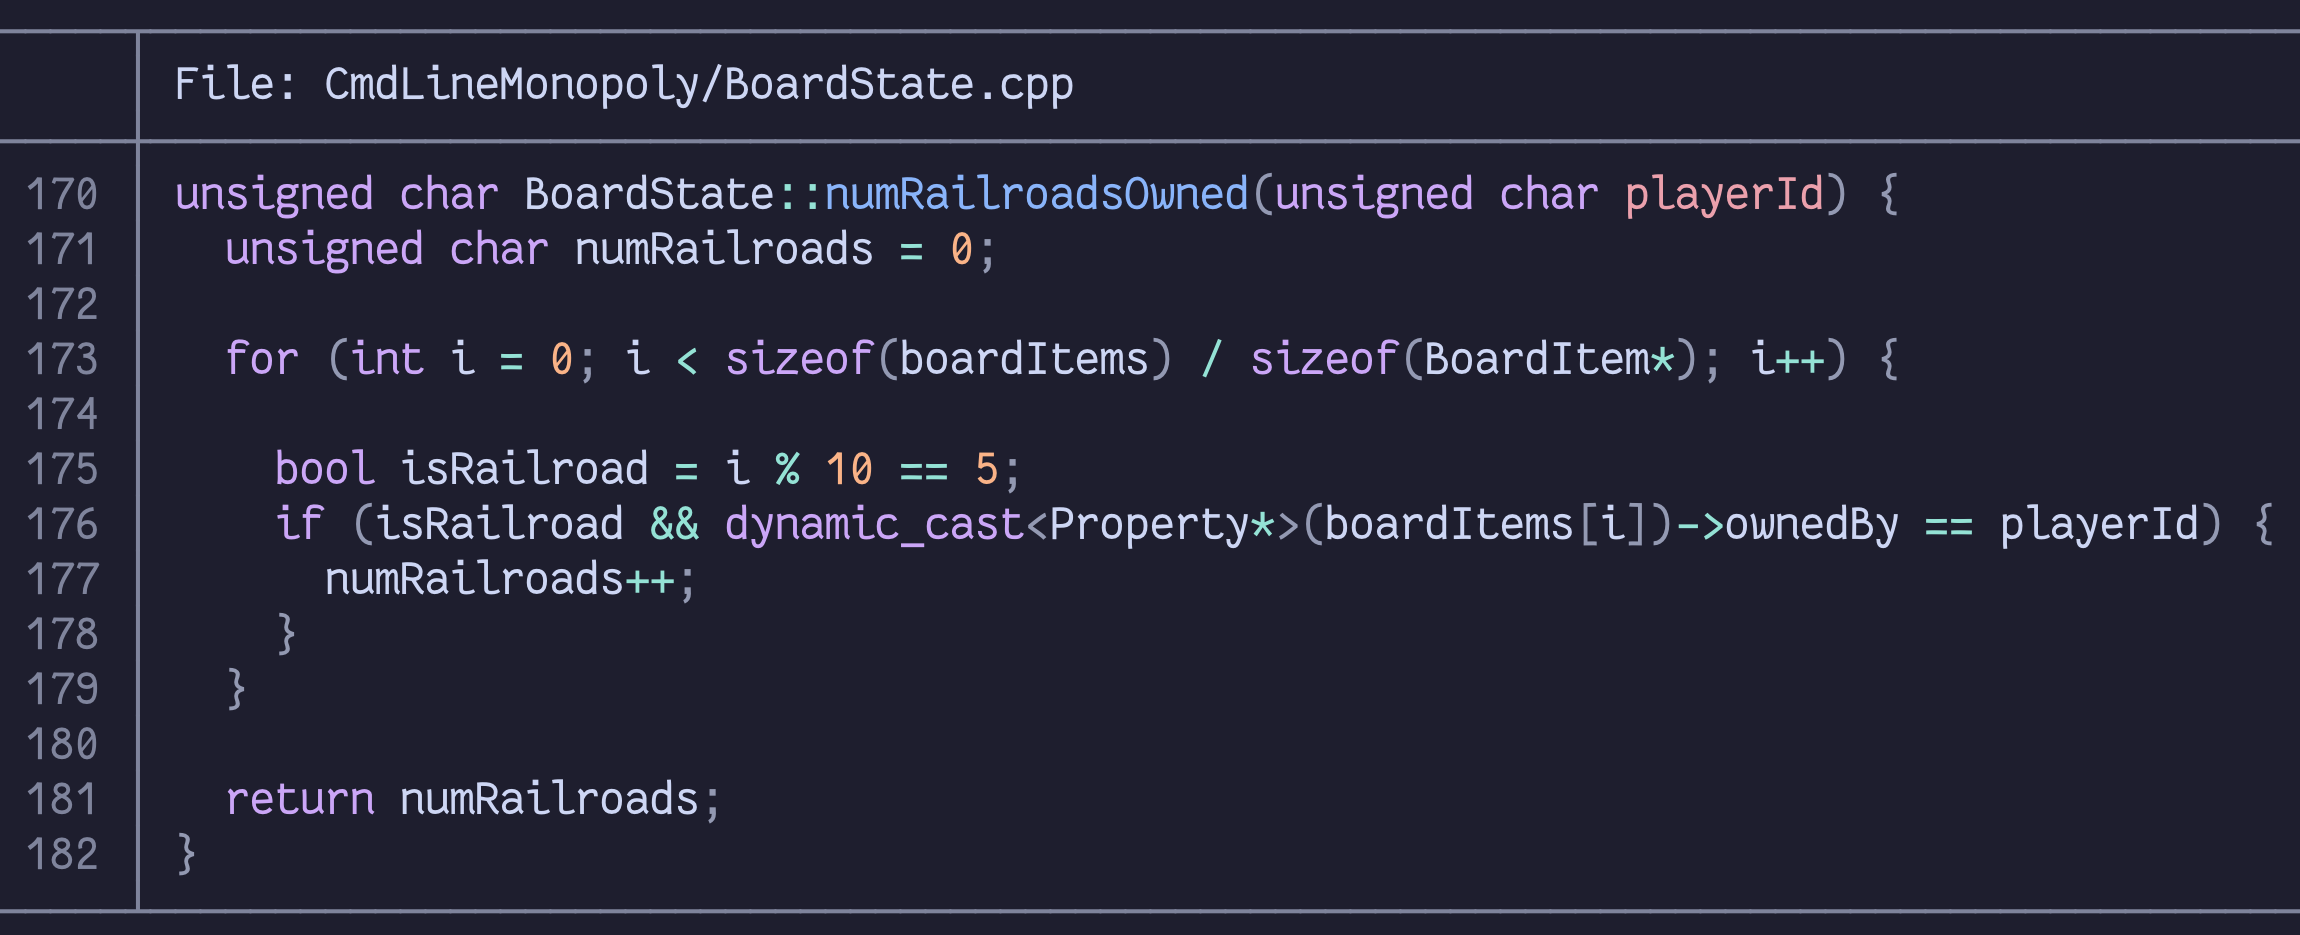 File: CmdLineMonopoly/BoardState.cpp
170 unsigned char BoardState::numRailroadsOwned(unsigned char playerId) {
171   unsigned char numRailroads = 0;
172
173   for (int i = 0; i < sizeof(boardItems) / sizeof(BoardItem*); i++) {
174
175     bool isRailroad = i % 10 == 5;
176     if (isRailroad && dynamic_cast<Property*>(boardItems[i])->ownedBy == playerId) {
177       numRailroads++;
178     }
179   }
180
181   return numRailroads;
182 }